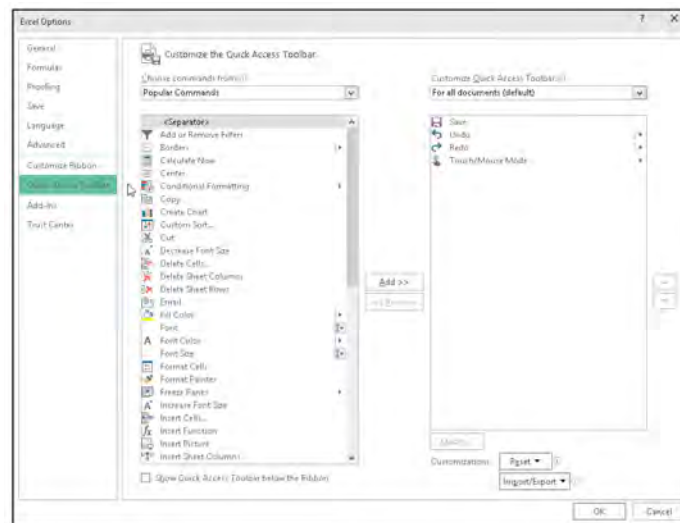 Excel Options
?
X
General
Formulas
Proofing
Save
Language
Advanced
Customize Ribbon
Quick Access Toolbar
Add-Ins
Trust Center
Customize the Quick Access Toolbar.
Choose commands from:
Popular Commands
<Separator>
Add or Remove Filters
Borders
Calculate Now
Center
Conditional Formatting
Copy
Create Chart
Custom Sort...
Cut
Decrease Font Size
Delete Cells...
Delete Sheet Columns
Delete Sheet Rows
Email
Fill Color
Font
Font Color
Font Size
Format Cells
Format Painter
Freeze Panes
Increase Font Size
Insert Cells...
Insert Function
Insert Picture
Insert Sheet Columns
Show Quick Access Toolbar below the Ribbon
Add >>
<< Remove
Customize Quick Access Toolbar:
For all documents (default)
Save
Undo
Redo
Touch/Mouse Mode
Modify...
Customizations:
Reset
Import/Export
OK
Cancel